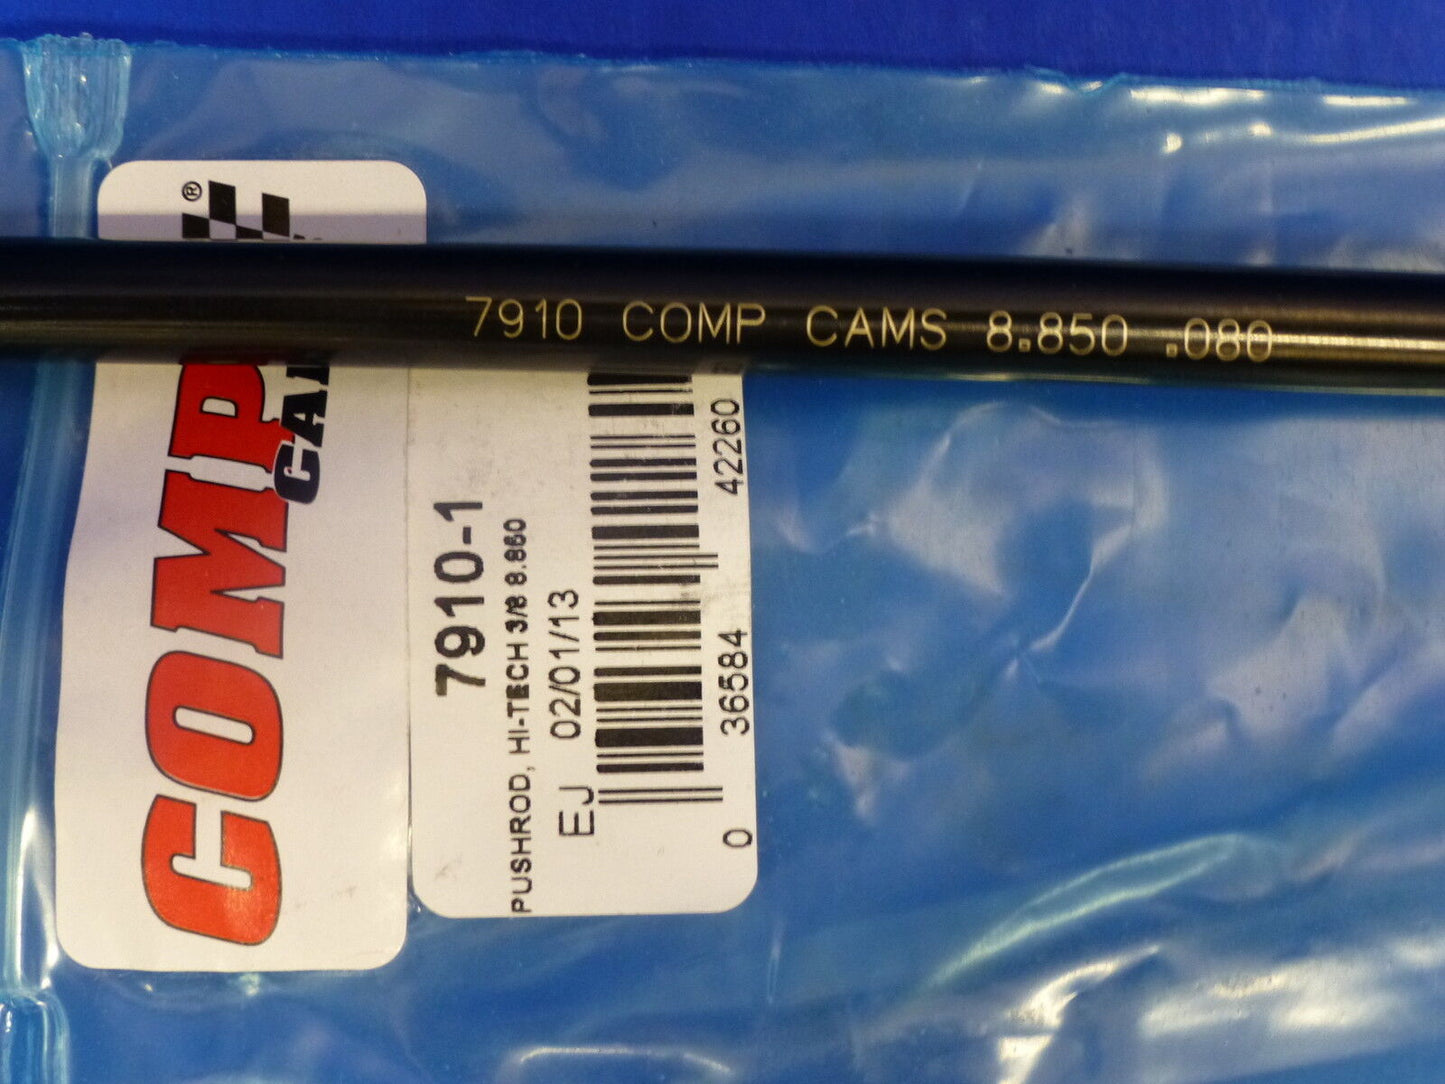 7910 COMP CAMS 8.850 .080
®
COMP
7910-1
PUSHROD, HI-TECH 3/8 8.850
EJ 02/01/13
0 36584 42260